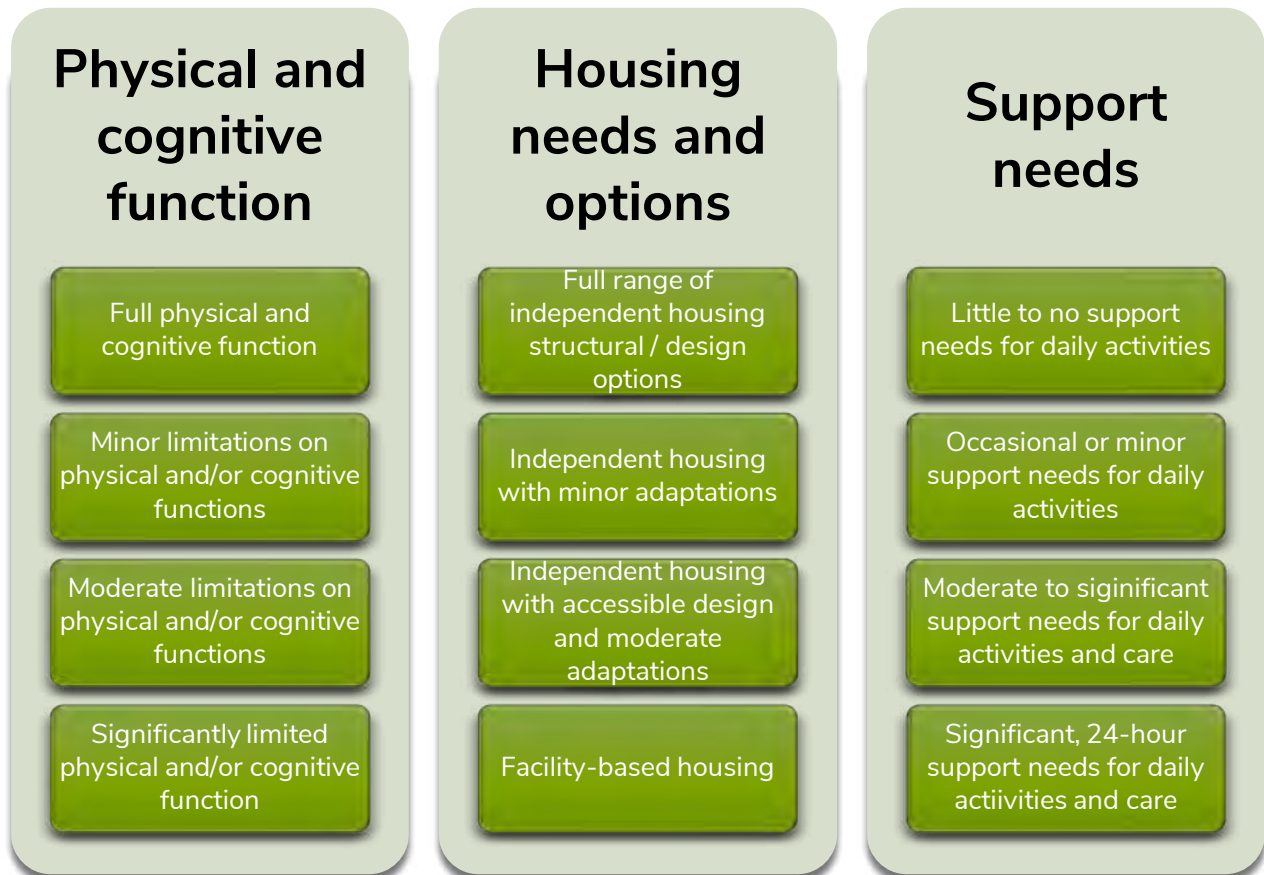 Physical and
cognitive
function
Full physical and
cognitive function
Minor limitations on
physical and/or cognitive
functions
Moderate limitations on
physical and/or cognitive
functions
Significantly limited
physical and/or cognitive
function
Housing
needs and
options
Full range of
independent housing
structural / design
options
Independent housing
with minor adaptations
Independent housing
with accessible design
and moderate
adaptations
Facility-based housing
Support
needs
Little to no support
needs for daily activities
Occasional or minor
support needs for daily
activities
Moderate to siginificant
support needs for daily
activities and care
Significant, 24-hour
support needs for daily
actiivities and care